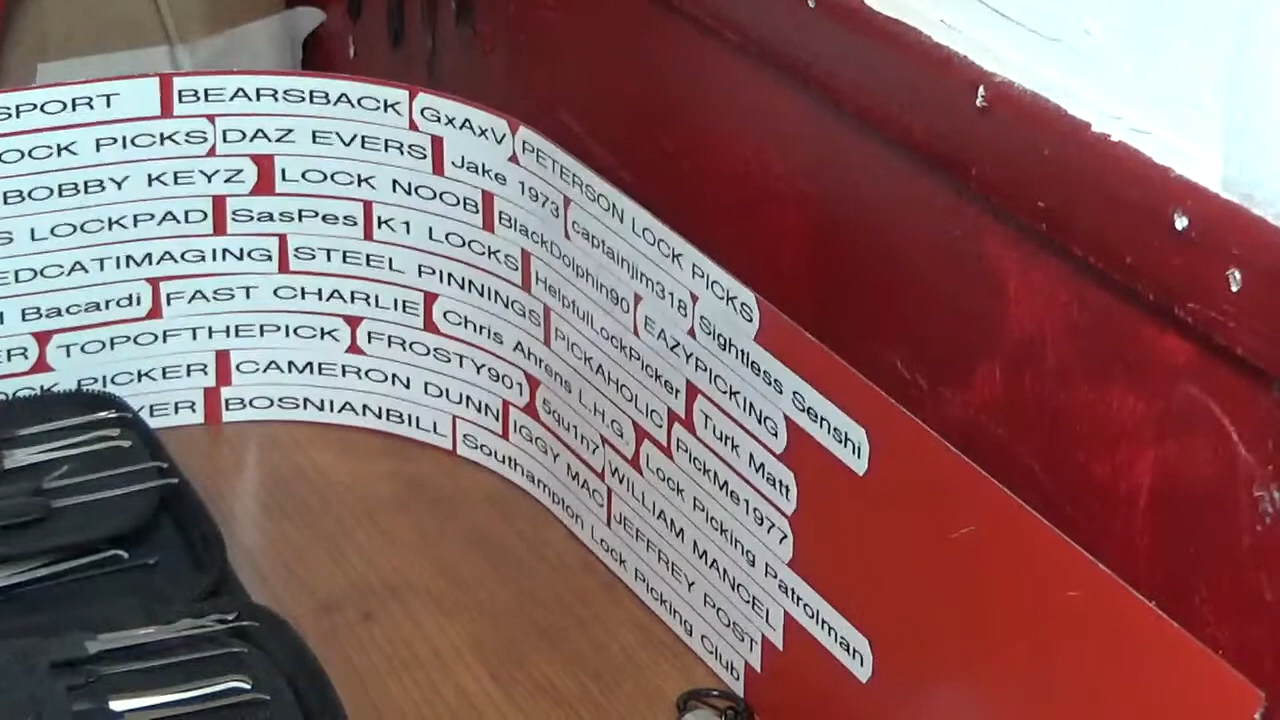 SPORT BEARSBACK GxAxV PETERSON LOCK PICKS
OCK PICKS DAZ EVERS Jake 1973 captainjim318 Sightless Senshi
BOBBY KEYZ LOCK NOOB BlackDolphin90 EAZYPICKING
S LOCKPAD SasPes K1 LOCKS HelpfulLockPicker Turk Matt
EDCATIMAGING STEEL PINNINGS PICKAHOLIC PickMe1977
l Bacardi FAST CHARLIE Chris Ahrens L.H.G. Lock Picking Patrolman
ER TOPOFTHEPICK FROSTY901 5qu1n7 WILLIAM MANCEL
OCK PICKER CAMERON DUNN IGGY MAC JEFFREY POST
YER BOSNIANBILL Southampton Lock Picking Club